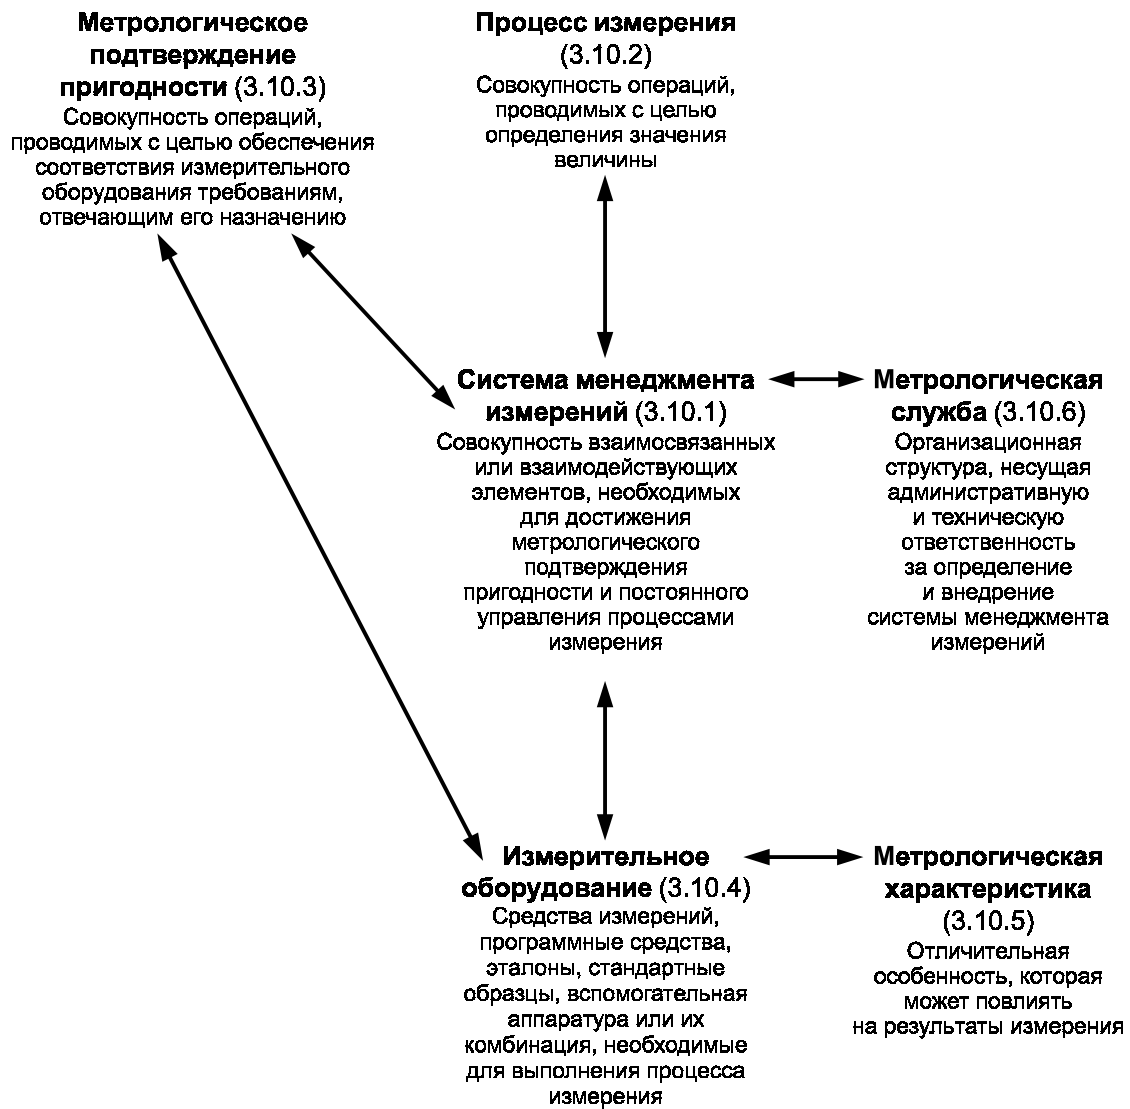 Метрологическое
подтверждение
пригодности (3.10.3)
Совокупность операций,
проводимых с целью обеспечения
соответствия измерительного
оборудования требованиям,
отвечающим его назначению
Процесс измерения
(3.10.2)
Совокупность операций,
проводимых с целью
определения значения
величины
Система менеджмента
измерений (3.10.1)
Совокупность взаимосвязанных
или взаимодействующих
элементов, необходимых
для достижения
метрологического
подтверждения
пригодности и постоянного
управления процессами
измерения
Метрологическая
служба (3.10.6)
Организационная
структура, несущая
административную
и техническую
ответственность
за определение
и внедрение
системы менеджмента
измерений
Измерительное
оборудование (3.10.4)
Средства измерений,
программные средства,
эталоны, стандартные
образцы, вспомогательная
аппаратура или их
комбинация, необходимые
для выполнения процесса
измерения
Метрологическая
характеристика
(3.10.5)
Отличительная
особенность, которая
может повлиять
на результаты измерения